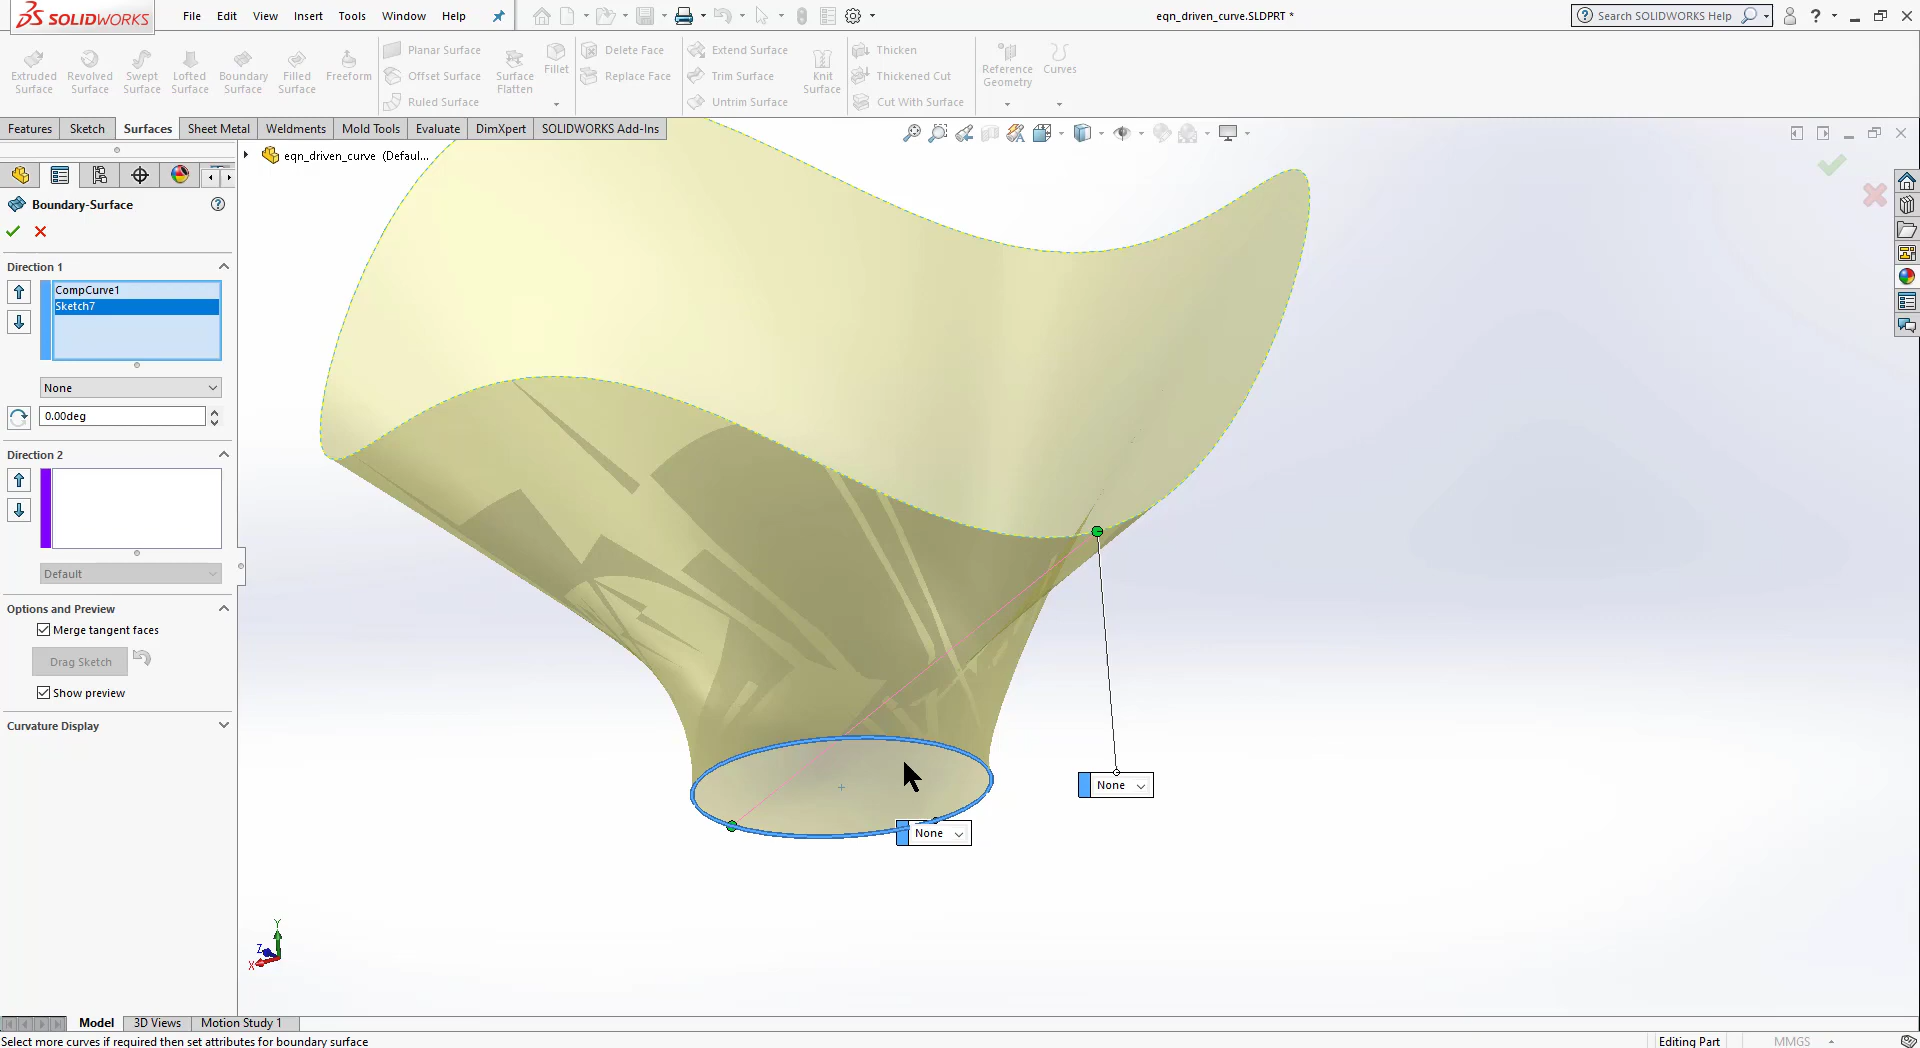 SOLIDWORKS
File Edit View Insert Tools Window Help
eqn_driven_curve.SLDPRT *
Search SOLIDWORKS Help
Extruded Surface
Revolved Surface
Swept Surface
Lofted Surface
Boundary Surface
Filled Surface
Freeform
Planar Surface
Offset Surface
Ruled Surface
Surface Flatten
Fillet
Delete Face
Replace Face
Extend Surface
Trim Surface
Untrim Surface
Knit Surface
Thicken
Thickened Cut
Cut With Surface
Reference Geometry
Curves
Features Sketch Surfaces Sheet Metal Weldments Mold Tools Evaluate DimXpert SOLIDWORKS Add-Ins
eqn_driven_curve (Defaul...
Boundary-Surface
Direction 1
CompCurve1
Sketch7
None
0.00deg
Direction 2
Default
Options and Preview
Merge tangent faces
Drag Sketch
Show preview
Curvature Display
None
None
Y
Z
X
Model 3D Views Motion Study 1
Select more curves if required then set attributes for boundary surface
Editing Part
MMGS